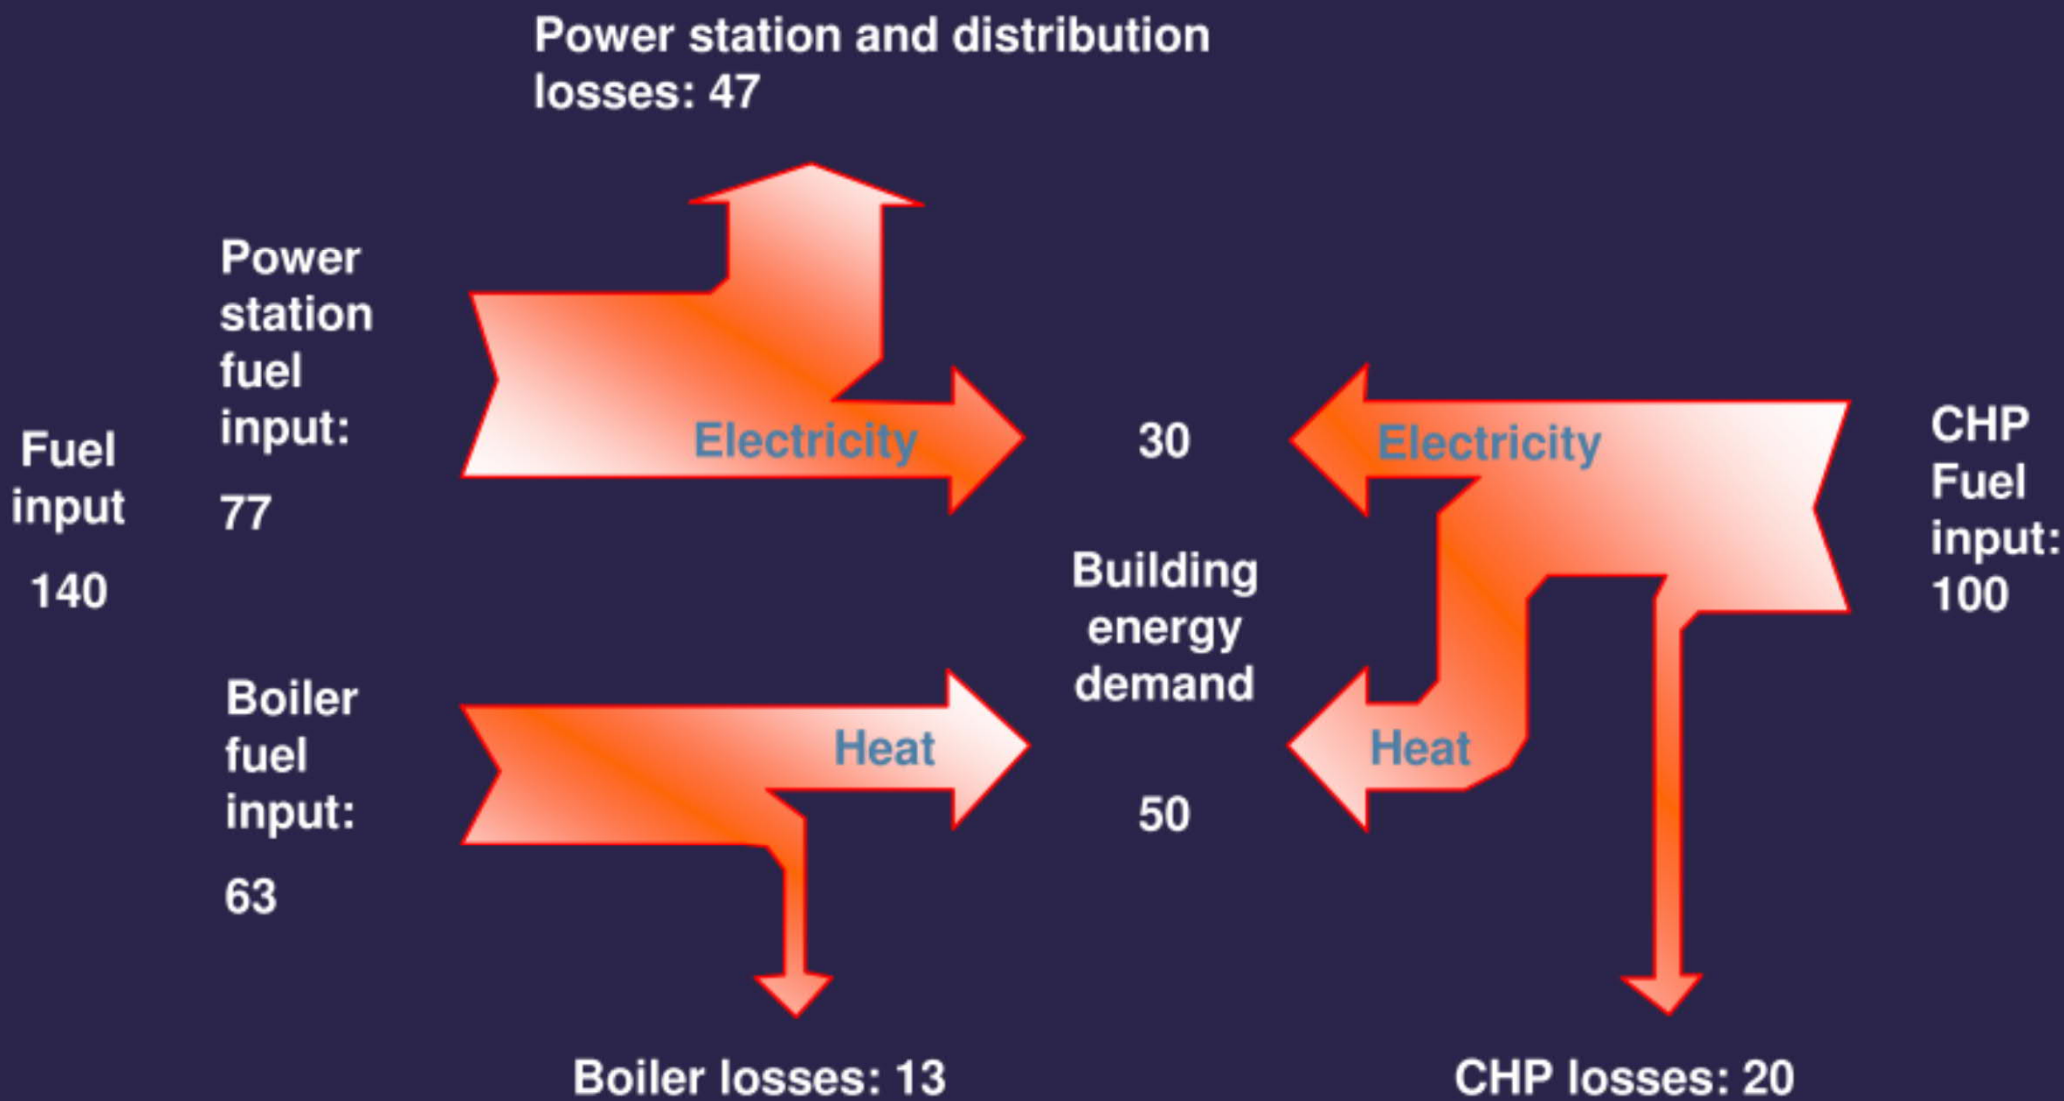 Power station and distribution
losses: 47
Power
station
fuel
input:
77
Fuel
input
140
Electricity
30
Electricity
CHP
Fuel
input:
100
Building
energy
demand
Boiler
fuel
input:
63
Heat
Heat
50
Boiler losses: 13
CHP losses: 20